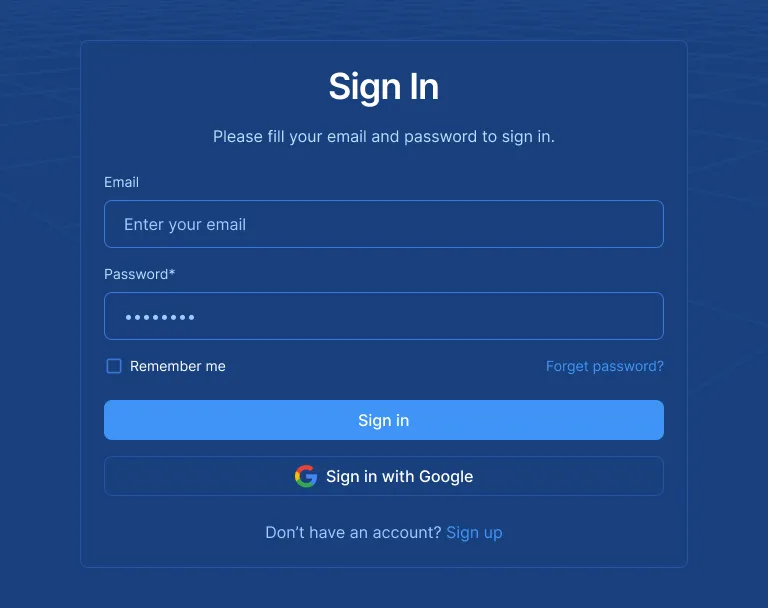 Sign In
Please fill your email and password to sign in.
Email
Enter your email
Password*
••••••••
Remember me
Forget password?
Sign in
Sign in with Google
Don’t have an account? Sign up